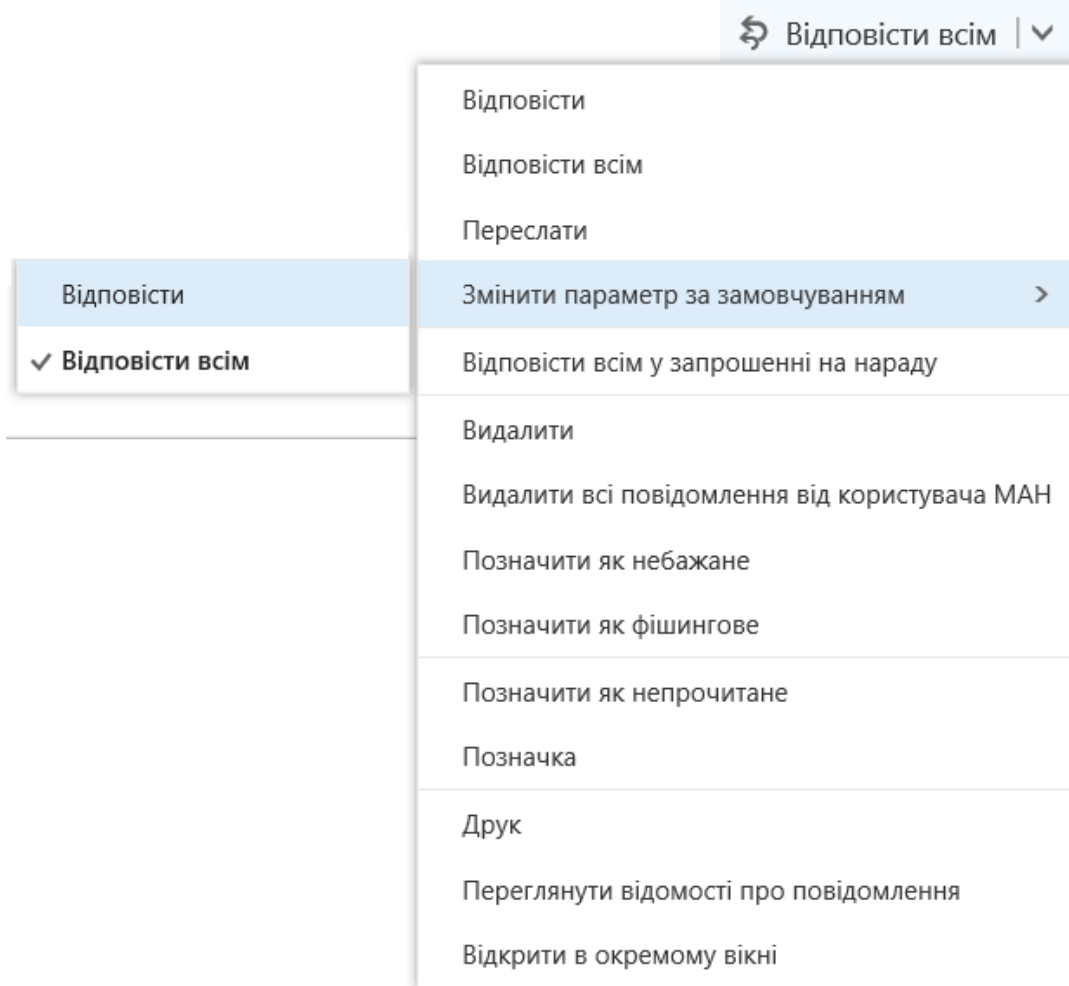 Відповісти всім
Відповісти
Відповісти всім
Переслати
Змінити параметр за замовчуванням
Відповісти
Відповісти всім
Відповісти всім у запрошенні на нараду
Видалити
Видалити всі повідомлення від користувача МАН
Позначити як небажане
Позначити як фішингове
Позначити як непрочитане
Позначка
Друк
Переглянути відомості про повідомлення
Відкрити в окремому вікні